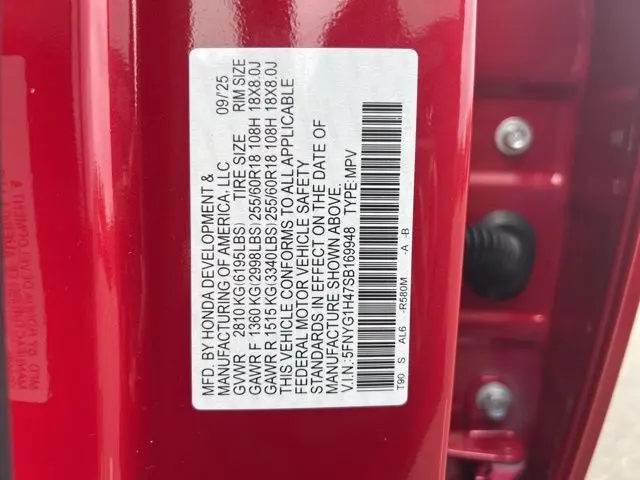 MFD. BY HONDA DEVELOPMENT &
MANUFACTURING OF AMERICA, LLC 09/25
GVWR 2810 KG(6195LBS) TIRE SIZE RIM SIZE
GAWR F 1360 KG(2998LBS)255/60R18 108H 18X8.0J
GAWR R 1515 KG(3340LBS)255/60R18 108H 18X8.0J
THIS VEHICLE CONFORMS TO ALL APPLICABLE
FEDERAL MOTOR VEHICLE SAFETY
STANDARDS IN EFFECT ON THE DATE OF
MANUFACTURE SHOWN ABOVE.
V.I.N.: 5FNYG1H47SB169948 TYPE: MPV
T90 S AL6 -R580M -A -B